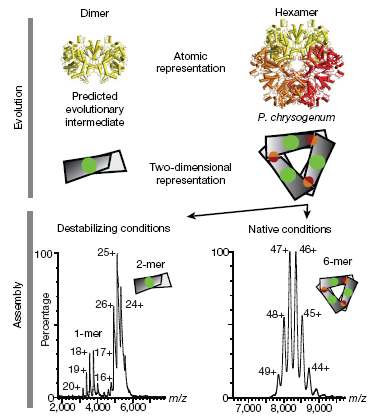 Dimer
Hexamer
Atomic
representation
Predicted
evolutionary
intermediate
P. chrysogenum
Evolution
Two-dimensional
representation
Destabilizing conditions
Native conditions
Assembly
Percentage
100
25+
2-mer
26+
24+
1-mer
18+
17+
19+
16+
20+
2,000
4,000
6,000
m/z
100
47+
46+
6-mer
48+
45+
49+
44+
7,000
8,000
9,000
m/z